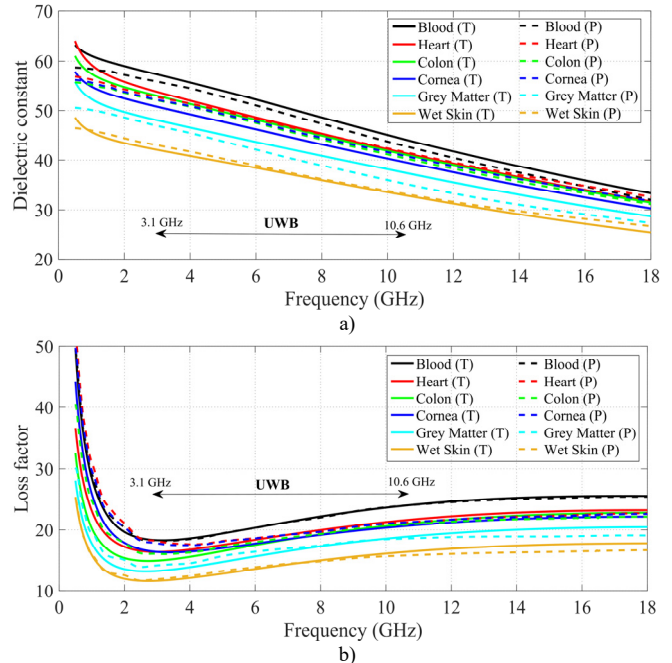 70
60
50
40
30
20
Dielectric constant
Blood (T)
Heart (T)
Colon (T)
Cornea (T)
Grey Matter (T)
Wet Skin (T)
Blood (P)
Heart (P)
Colon (P)
Cornea (P)
Grey Matter (P)
Wet Skin (P)
3.1 GHz
UWB
10.6 GHz
0 2 4 6 8 10 12 14 16 18
Frequency (GHz)
a)
50
40
30
20
10
Loss factor
Blood (T)
Heart (T)
Colon (T)
Cornea (T)
Grey Matter (T)
Wet Skin (T)
Blood (P)
Heart (P)
Colon (P)
Cornea (P)
Grey Matter (P)
Wet Skin (P)
3.1 GHz
UWB
10.6 GHz
0 2 4 6 8 10 12 14 16 18
Frequency (GHz)
b)